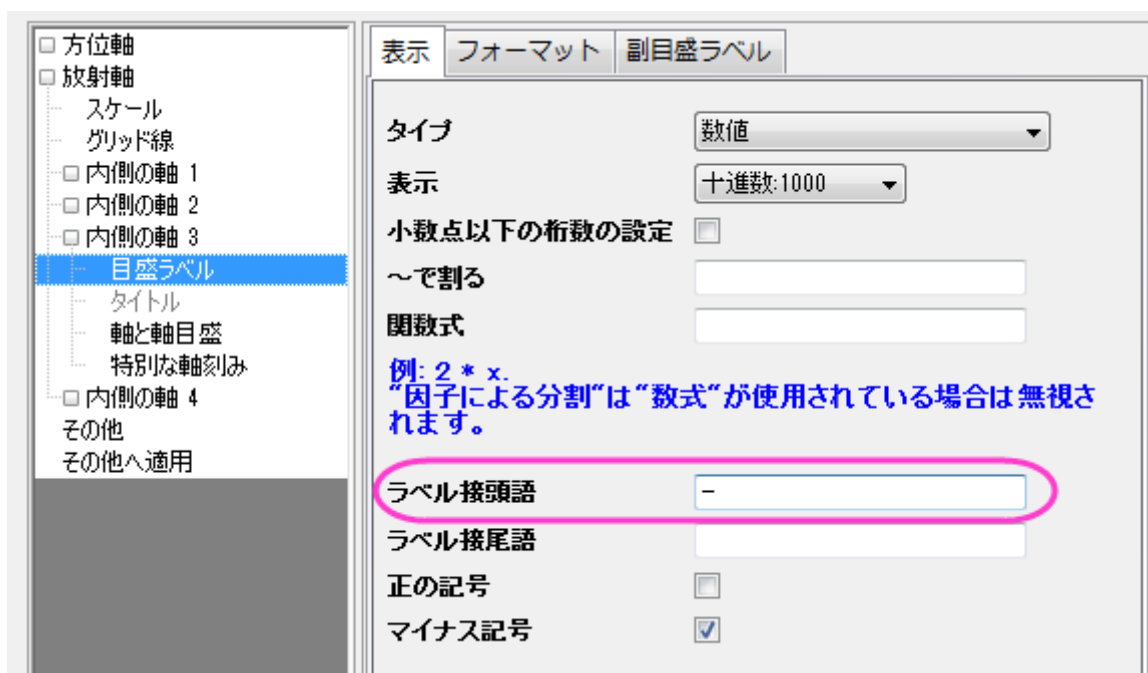 方位軸
放射軸
スケール
グリッド線
内側の軸 1
内側の軸 2
内側の軸 3
目盛ラベル
タイトル
軸と軸目盛
特別な軸刻み
内側の軸 4
その他
その他へ適用
表示 フォーマット 副目盛ラベル
タイプ 数値
表示 十進数:1000
小数点以下の桁数の設定
～で割る
関数式
例: 2 * x.
“因子による分割“は“数式“が使用されている場合は無視さ
れます。
ラベル接頭語 -
ラベル接尾語
正の記号
マイナス記号